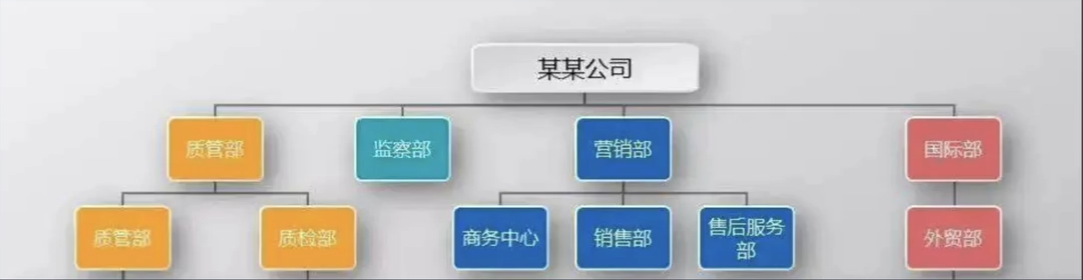 某某公司
质管部
监察部
营销部
国际部
质管部
质检部
商务中心
销售部
售后服务
部
外贸部